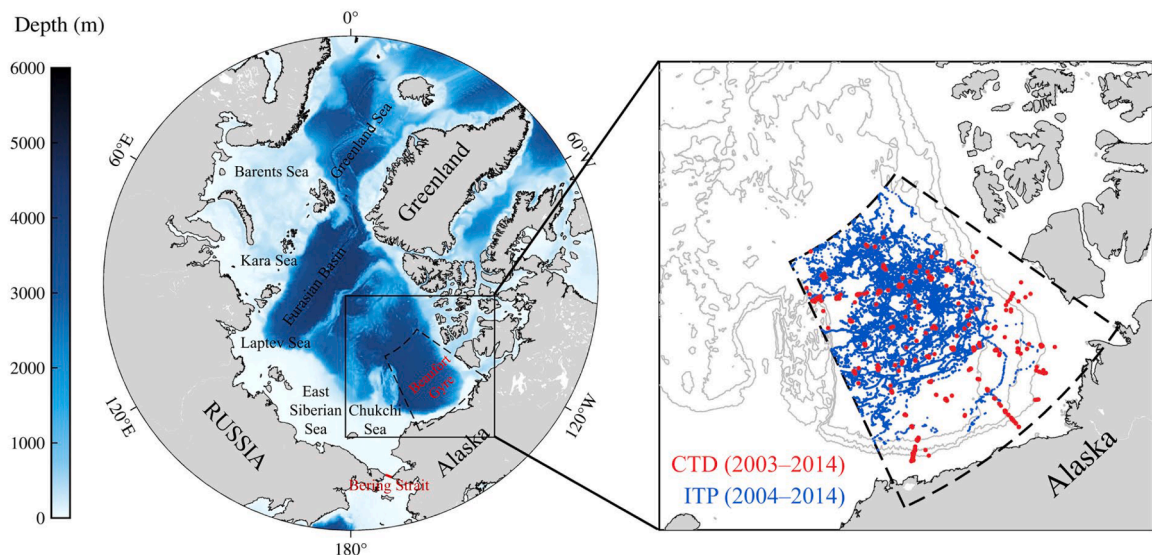 Depth (m)
6000
5000
4000
3000
2000
1000
0
0°
60°E
60°W
120°E
120°W
180°
Greenland Sea
Barents Sea
Greenland
Kara Sea
Eurasian Basin
Laptev Sea
Beaufort
Gyre
East
Siberian
Sea
Chukchi
Sea
RUSSIA
Alaska
Bering Strait
CTD (2003–2014)
ITP (2004–2014)
Alaska